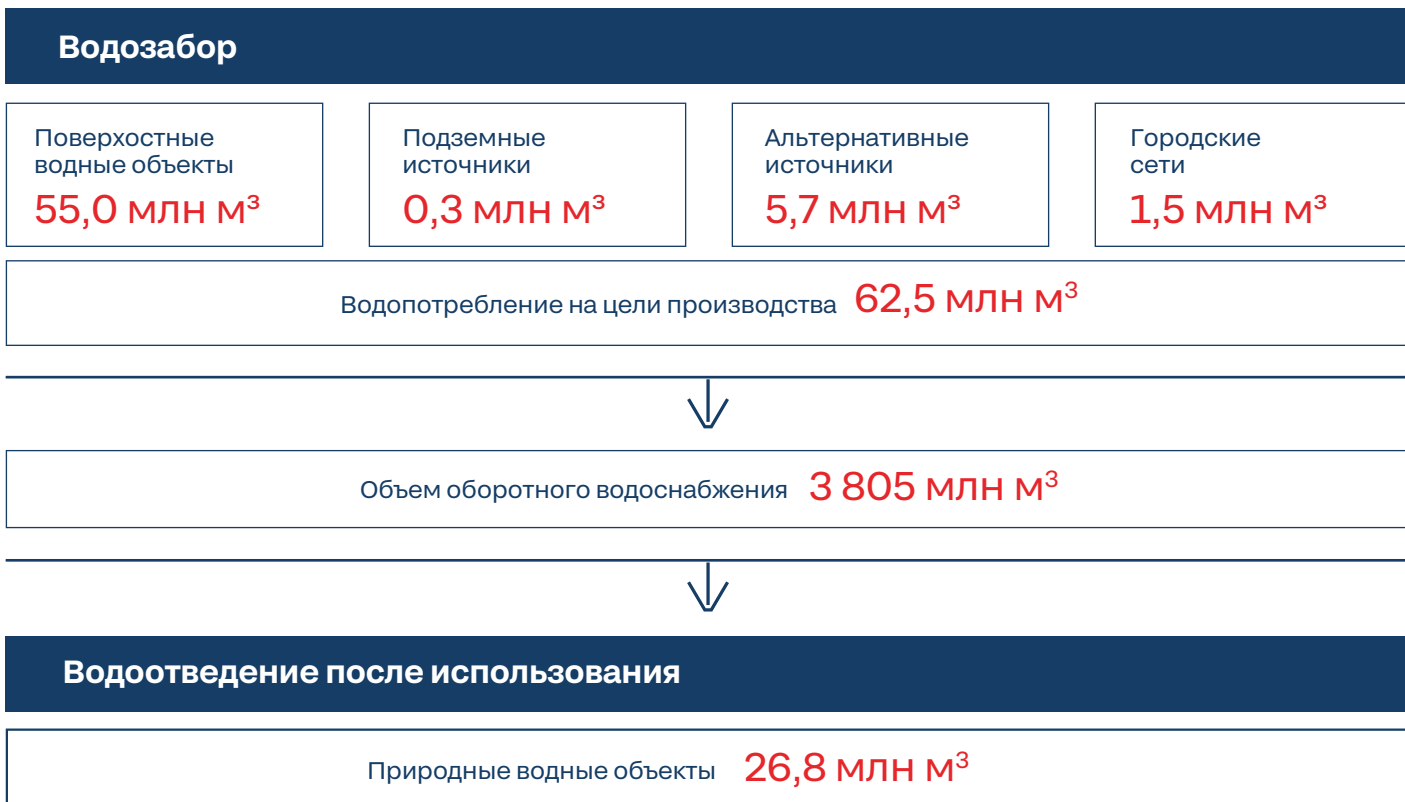 Водозабор
Поверхостные
водные объекты
55,0 млн м³
Подземные
источники
0,3 млн м³
Альтернативные
источники
5,7 млн м³
Городские
сети
1,5 млн м³
Водопотребление на цели производства 62,5 млн м³
Объем оборотного водоснабжения 3 805 млн м³
Водоотведение после использования
Природные водные объекты 26,8 млн м³